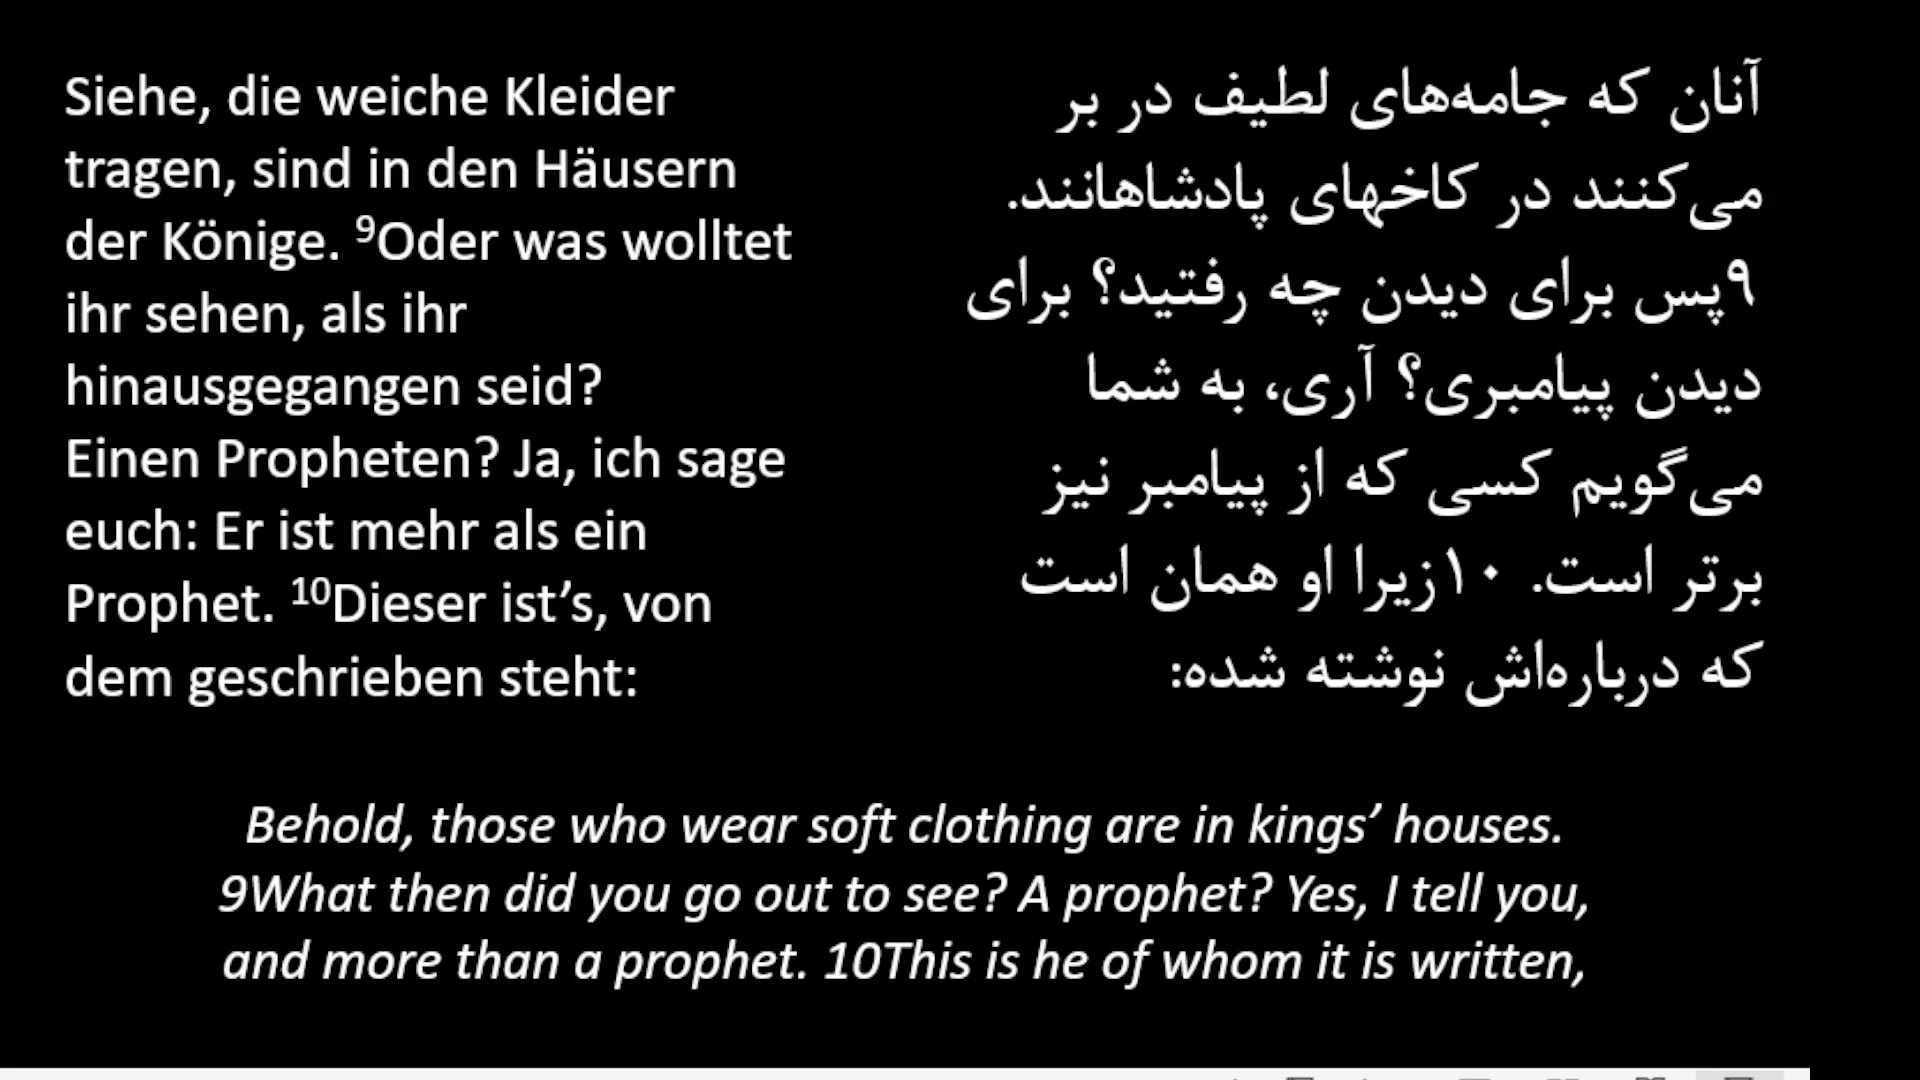 Siehe, die weiche Kleider
tragen, sind in den Häusern
der Könige. ⁹Oder was wolltet
ihr sehen, als ihr
hinausgegangen seid?
Einen Propheten? Ja, ich sage
euch: Er ist mehr als ein
Prophet. ¹⁰Dieser ist’s, von
dem geschrieben steht:
آنان که جامه‌های لطیف در بر
می‌کنند در کاخهای پادشاهانند.
۹پس برای دیدن چه رفتید؟ برای
دیدن پیامبری؟ آری، به شما
می‌گویم کسی که از پیامبر نیز
برتر است. ۱۰زیرا او همان است
که درباره‌اش نوشته شده:
Behold, those who wear soft clothing are in kings’ houses.
9What then did you go out to see? A prophet? Yes, I tell you,
and more than a prophet. 10This is he of whom it is written,